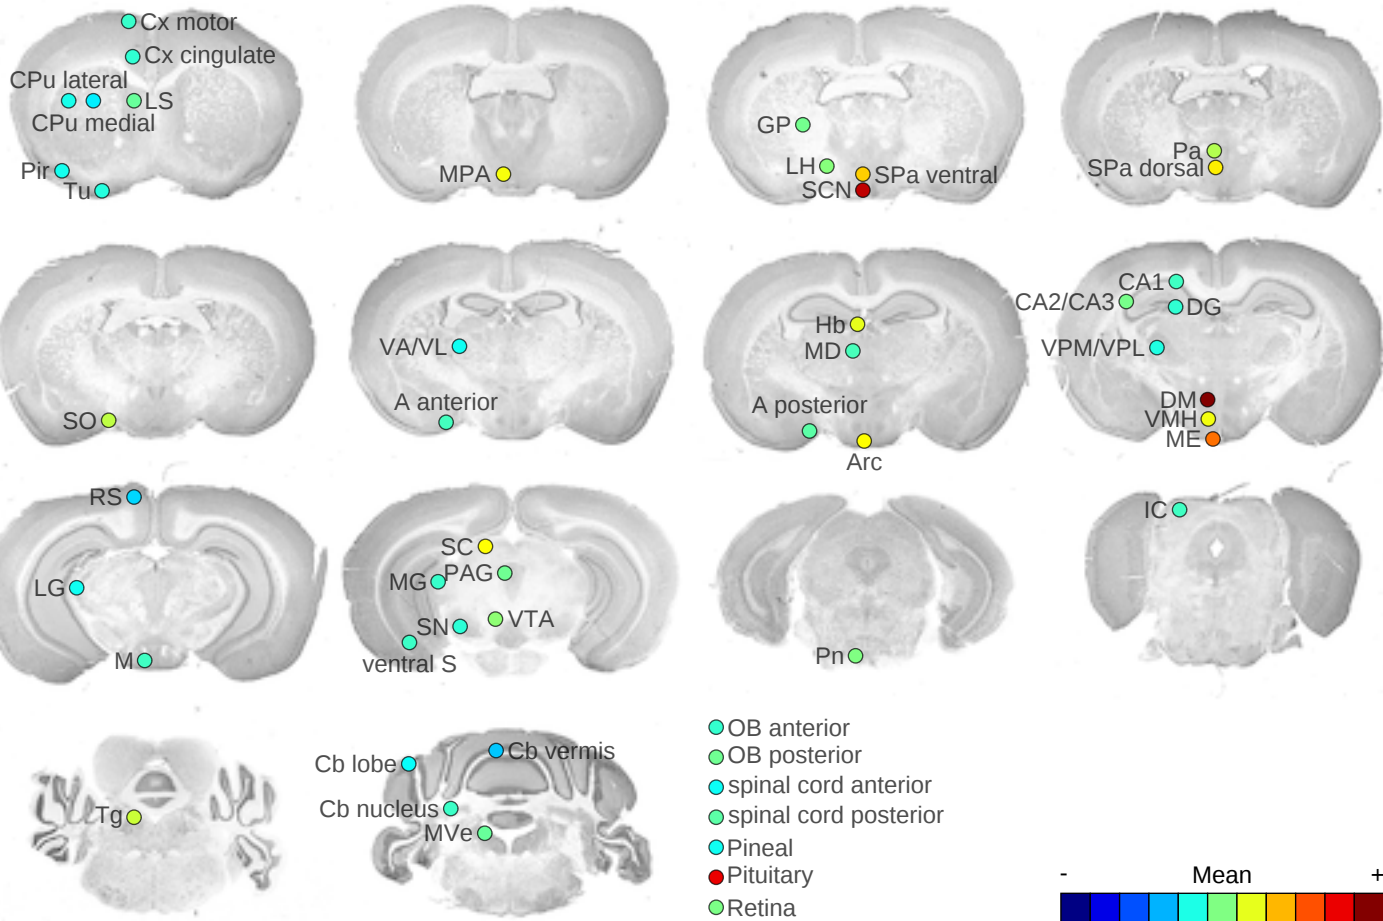 Cx motor
Cx cingulate
CPu lateral
LS
CPu medial
Pir
Tu
MPA
GP
LH
SPa ventral
SCN
Pa
SPa dorsal
SO
VA/VL
A anterior
Hb
MD
A posterior
Arc
CA1
CA2/CA3
DG
VPM/VPL
DM
VMH
ME
RS
LG
M
SC
PAG
MG
VTA
SN
ventral S
Pn
IC
Tg
Cb vermis
Cb lobe
Cb nucleus
MVe
OB anterior
OB posterior
spinal cord anterior
spinal cord posterior
Pineal
Pituitary
Retina
- Mean +